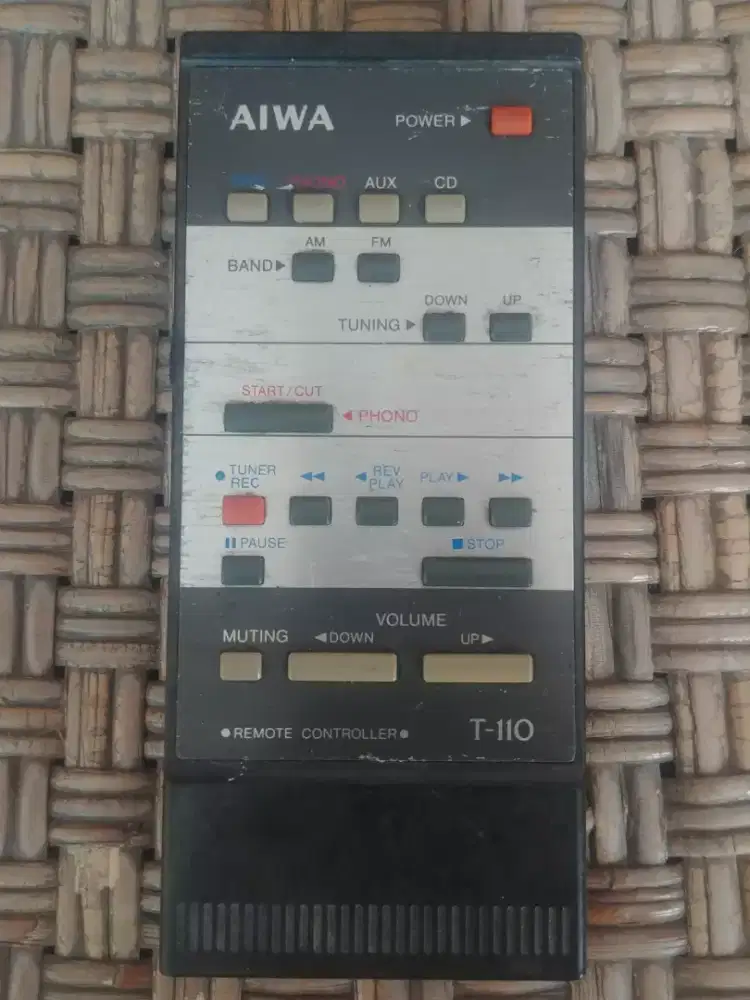 AIWA
POWER ▶
PHONO AUX CD
AM FM
BAND ▶
DOWN UP
TUNING ▶
START/CUT
◀ PHONO
● TUNER REC ◀◀ ◀ REV PLAY PLAY ▶ ▶▶
❚❚ PAUSE ■ STOP
VOLUME
MUTING ◀DOWN UP▶
●REMOTE CONTROLLER● T-110